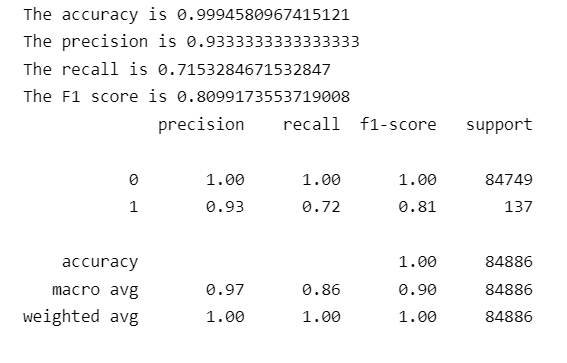 The accuracy is 0.9994580967415121
The precision is 0.9333333333333333
The recall is 0.7153284671532847
The F1 score is 0.8099173553719008
precision recall f1-score support
0 1.00 1.00 1.00 84749
1 0.93 0.72 0.81 137
accuracy 1.00 84886
macro avg 0.97 0.86 0.90 84886
weighted avg 1.00 1.00 1.00 84886